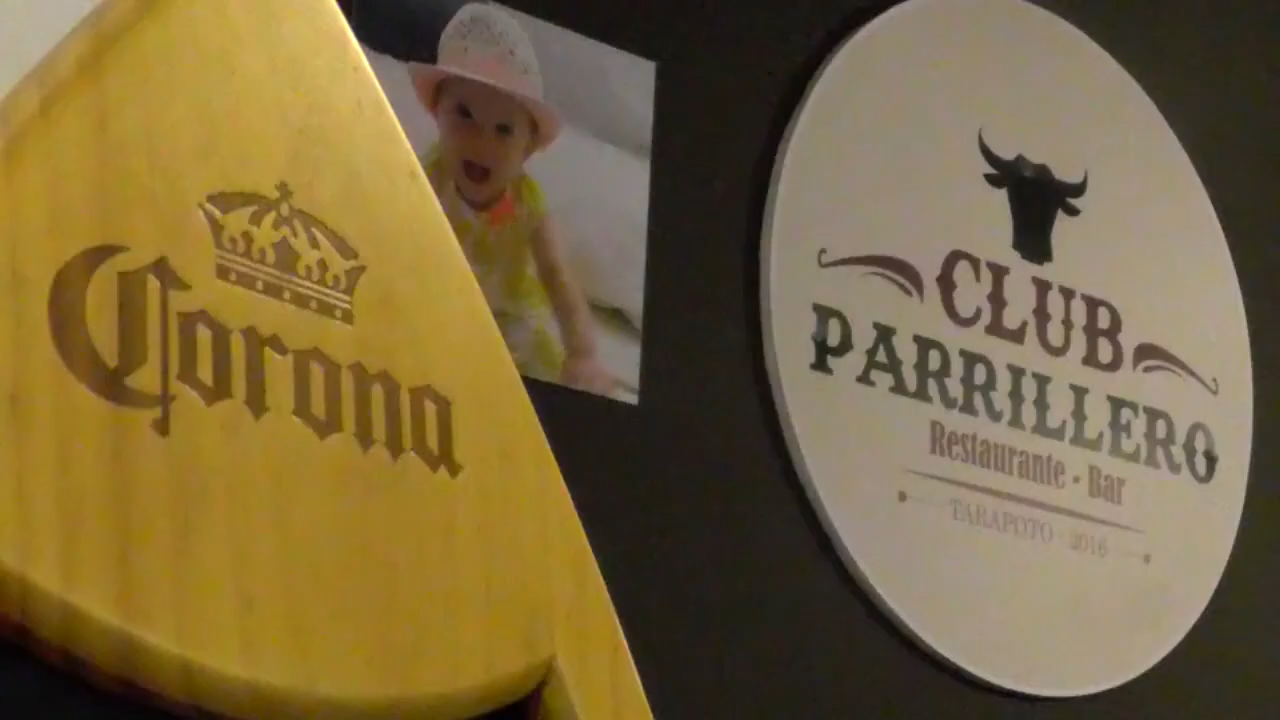 Corona
CLUB
PARRILLERO
Restaurante • Bar
TARAPOTO - 2016